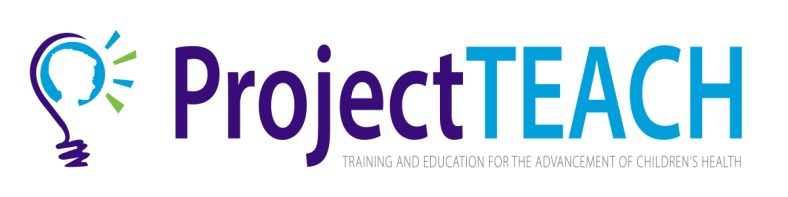 ProjectTEACH
TRAINING AND EDUCATION FOR THE ADVANCEMENT OF CHILDREN'S HEALTH